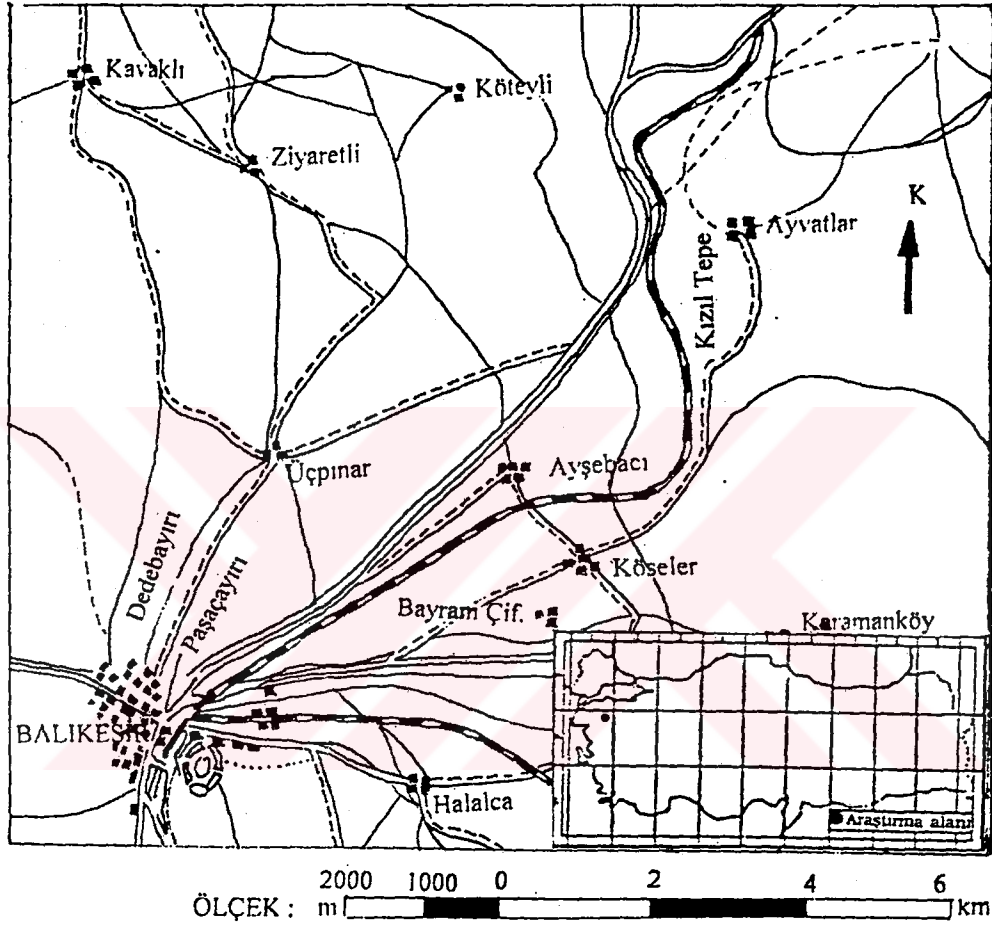 Kavaklı
Köteyli
Ziyaretli
K
Ayvatlar
Kızıl Tepe
Üçpınar
Ayşebacı
Dedebayırı
Paşaçayırı
Köseler
Bayram Çif.
Karamanköy
BALIKESİR
Halalca
Araştırma alanı
2000 1000 0 2 4 6
ÖLÇEK : m km